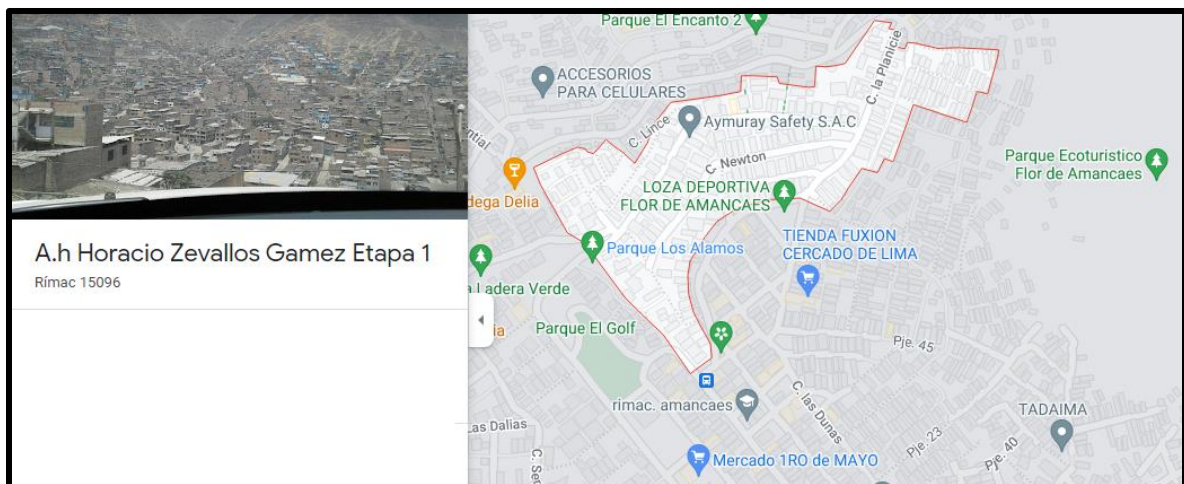 A.h Horacio Zevallos Gamez Etapa 1
Rímac 15096
Parque El Encanto 2
ACCESORIOS
PARA CELULARES
C. la Planicie
C. Lince
Aymuray Safety S.A.C
C. Newton
ential
dega Delia
LOZA DEPORTIVA
FLOR DE AMANCAES
Parque Ecoturistico
Flor de Amancaes
Parque Los Alamos
TIENDA FUXION
CERCADO DE LIMA
a Ladera Verde
ia
Parque El Golf
Pje. 45
rimac. amancaes
C. las Dunas
TADAIMA
Las Dalias
Pje. 23
Pje. 40
C. Ser
Mercado 1RO de MAYO